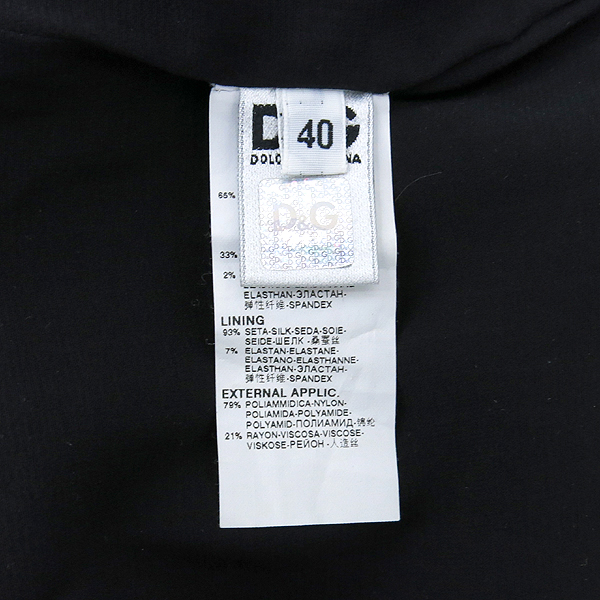 D&G
40
DOLC NA
65%
D&G
33%
2%
ELASTHAN-ЭЛАСТАН-
弹性纤维-SPANDEX
LINING
93% SETA-SILK-SEDA-SOIE-
SEIDE-ШЕЛК -桑蚕丝
7% ELASTAN-ELASTANE-
ELASTANO-ELASTHANNE-
ELASTHAN-ЭЛАСТАН-
弹性纤维-SPANDEX
EXTERNAL APPLIC.
79% POLIAMMIDICA-NYLON-
POLIAMIDA-POLYAMIDE-
POLYAMID-ПОЛИАМИД-锦纶
21% RAYON-VISCOSA-VISCOSE-
VISKOSE-РЕЙОН -人造丝